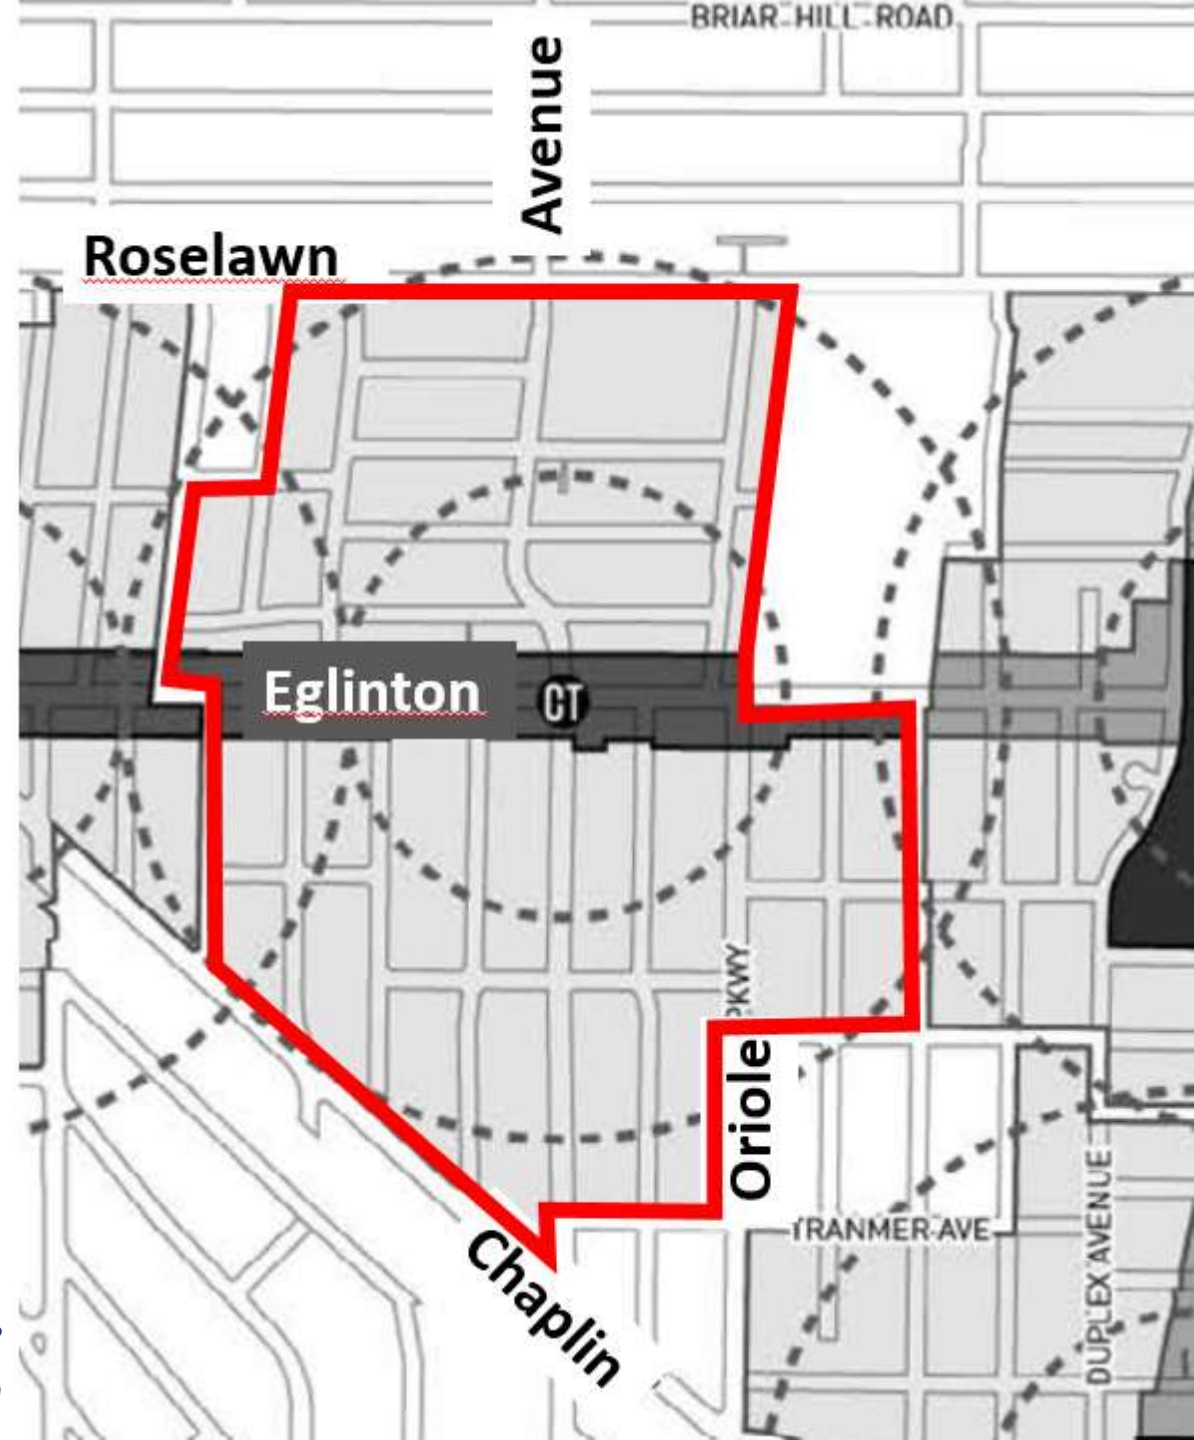 BRIAR HILL ROAD
Avenue
Roselawn
Eglinton
CT
PKWY
Oriole
TRANMER AVE
DUPLEX AVENUE
Chaplin